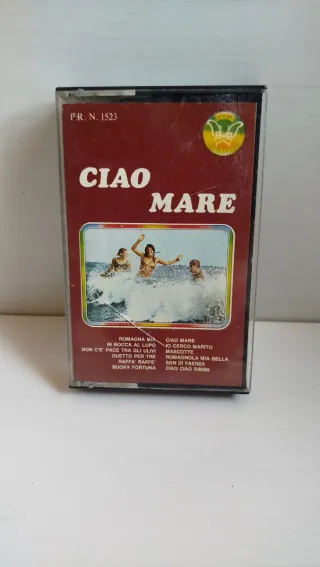 P.R. N. 1523
CIAO
MARE
ROMAGNA MIA
IN BOCCA AL LUPO
NON C'E' PACE TRA GLI ULIVI
DUETTO PER TRE
RAFFA' RAFFE'
BUONA FORTUNA
CIAO MARE
IO CERCO MARITO
MASCOTTE
ROMAGNOLA MIA BELLA
SON DI FAENZA
CIAO CIAO RIMINI